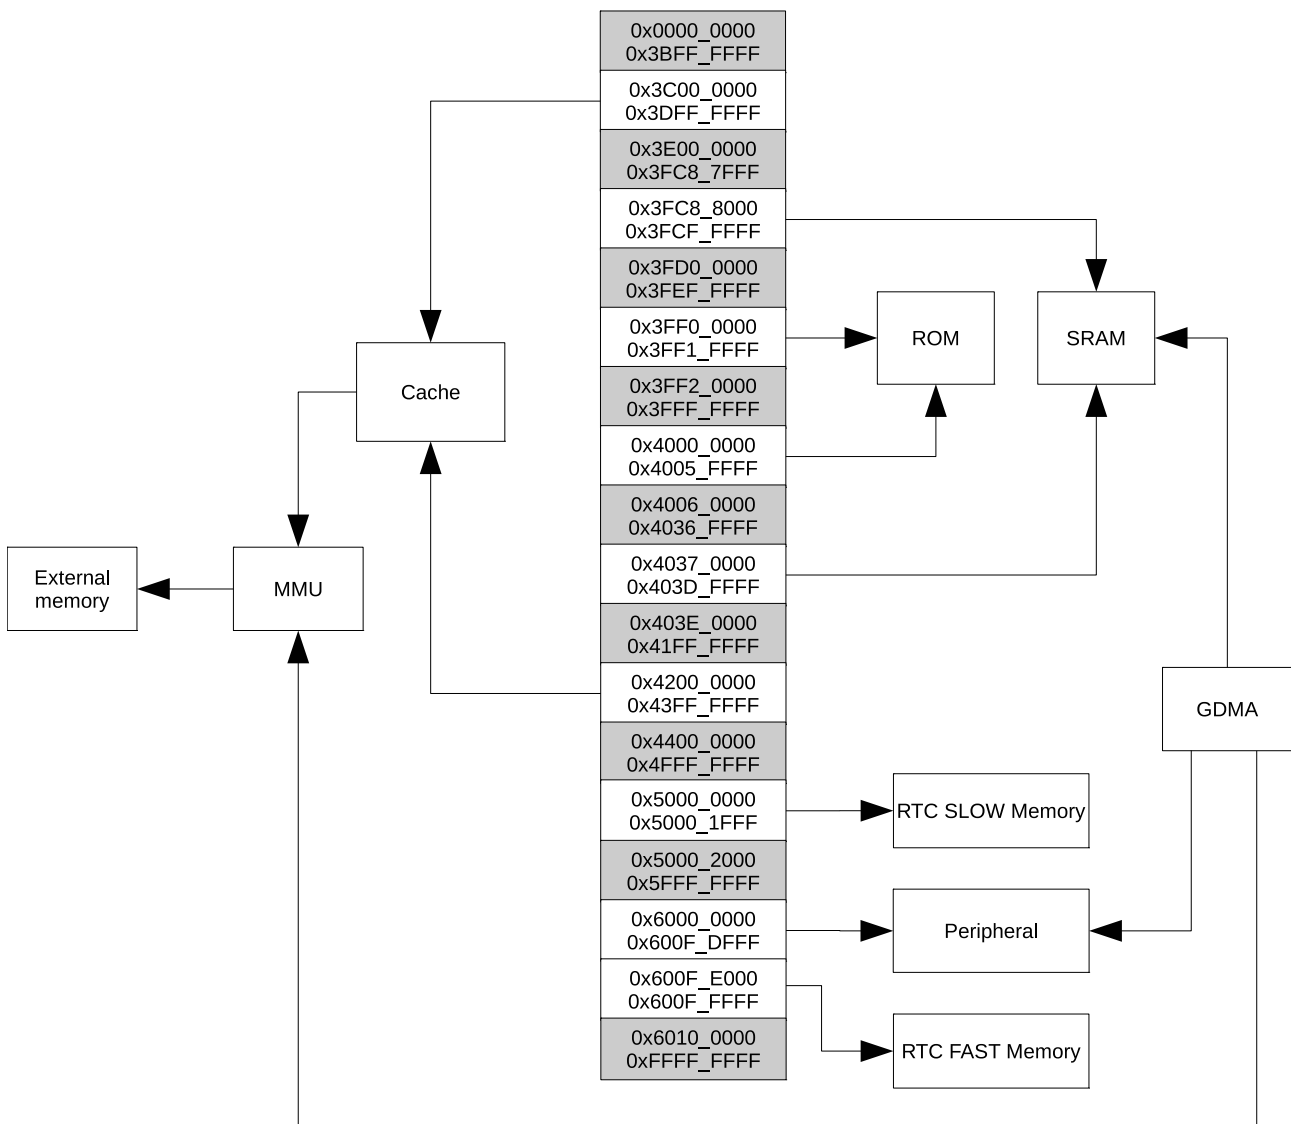 0x0000_0000
0x3BFF_FFFF
0x3C00_0000
0x3DFF_FFFF
0x3E00_0000
0x3FC8_7FFF
0x3FC8_8000
0x3FCF_FFFF
0x3FD0_0000
0x3FEF_FFFF
0x3FF0_0000
0x3FF1_FFFF
0x3FF2_0000
0x3FFF_FFFF
0x4000_0000
0x4005_FFFF
0x4006_0000
0x4036_FFFF
0x4037_0000
0x403D_FFFF
0x403E_0000
0x41FF_FFFF
0x4200_0000
0x43FF_FFFF
0x4400_0000
0x4FFF_FFFF
0x5000_0000
0x5000_1FFF
0x5000_2000
0x5FFF_FFFF
0x6000_0000
0x600F_DFFF
0x600F_E000
0x600F_FFFF
0x6010_0000
0xFFFF_FFFF
Cache
External
memory
MMU
ROM
SRAM
GDMA
RTC SLOW Memory
Peripheral
RTC FAST Memory